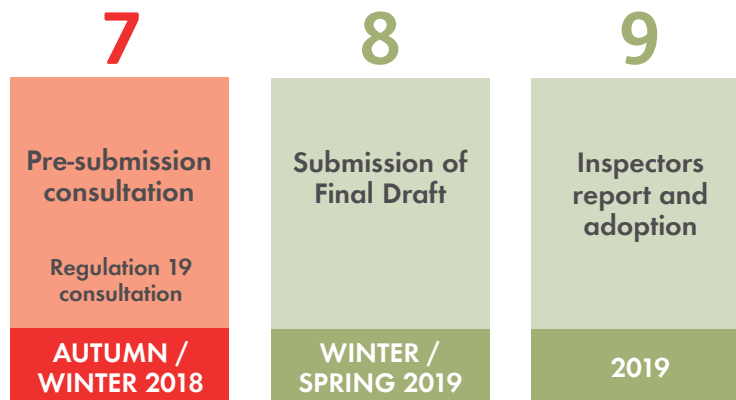 7
Pre-submission
consultation
Regulation 19
consultation
AUTUMN /
WINTER 2018
8
Submission of
Final Draft
WINTER /
SPRING 2019
9
Inspectors
report and
adoption
2019